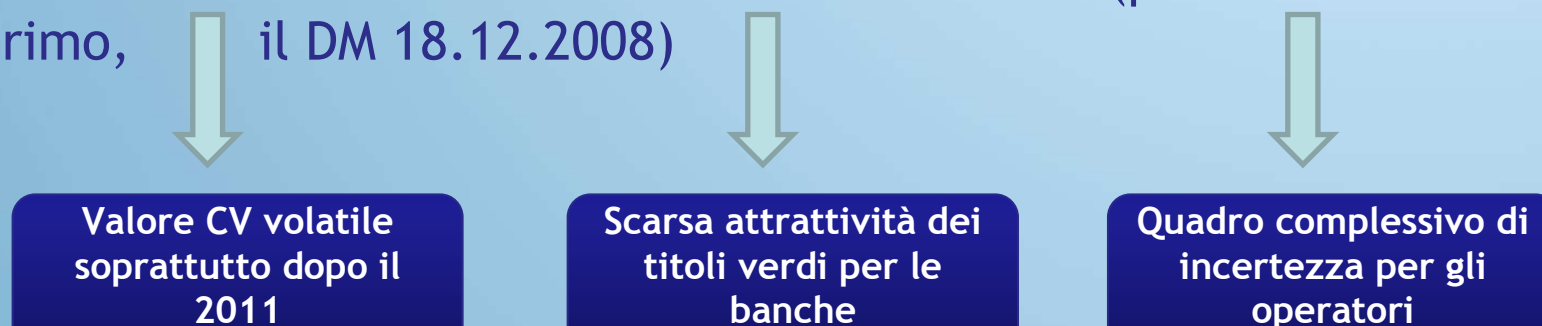 rimo, il DM 18.12.2008)
Valore CV volatile
soprattutto dopo il
2011
Scarsa attrattività dei
titoli verdi per le
banche
Quadro complessivo di
incertezza per gli
operatori